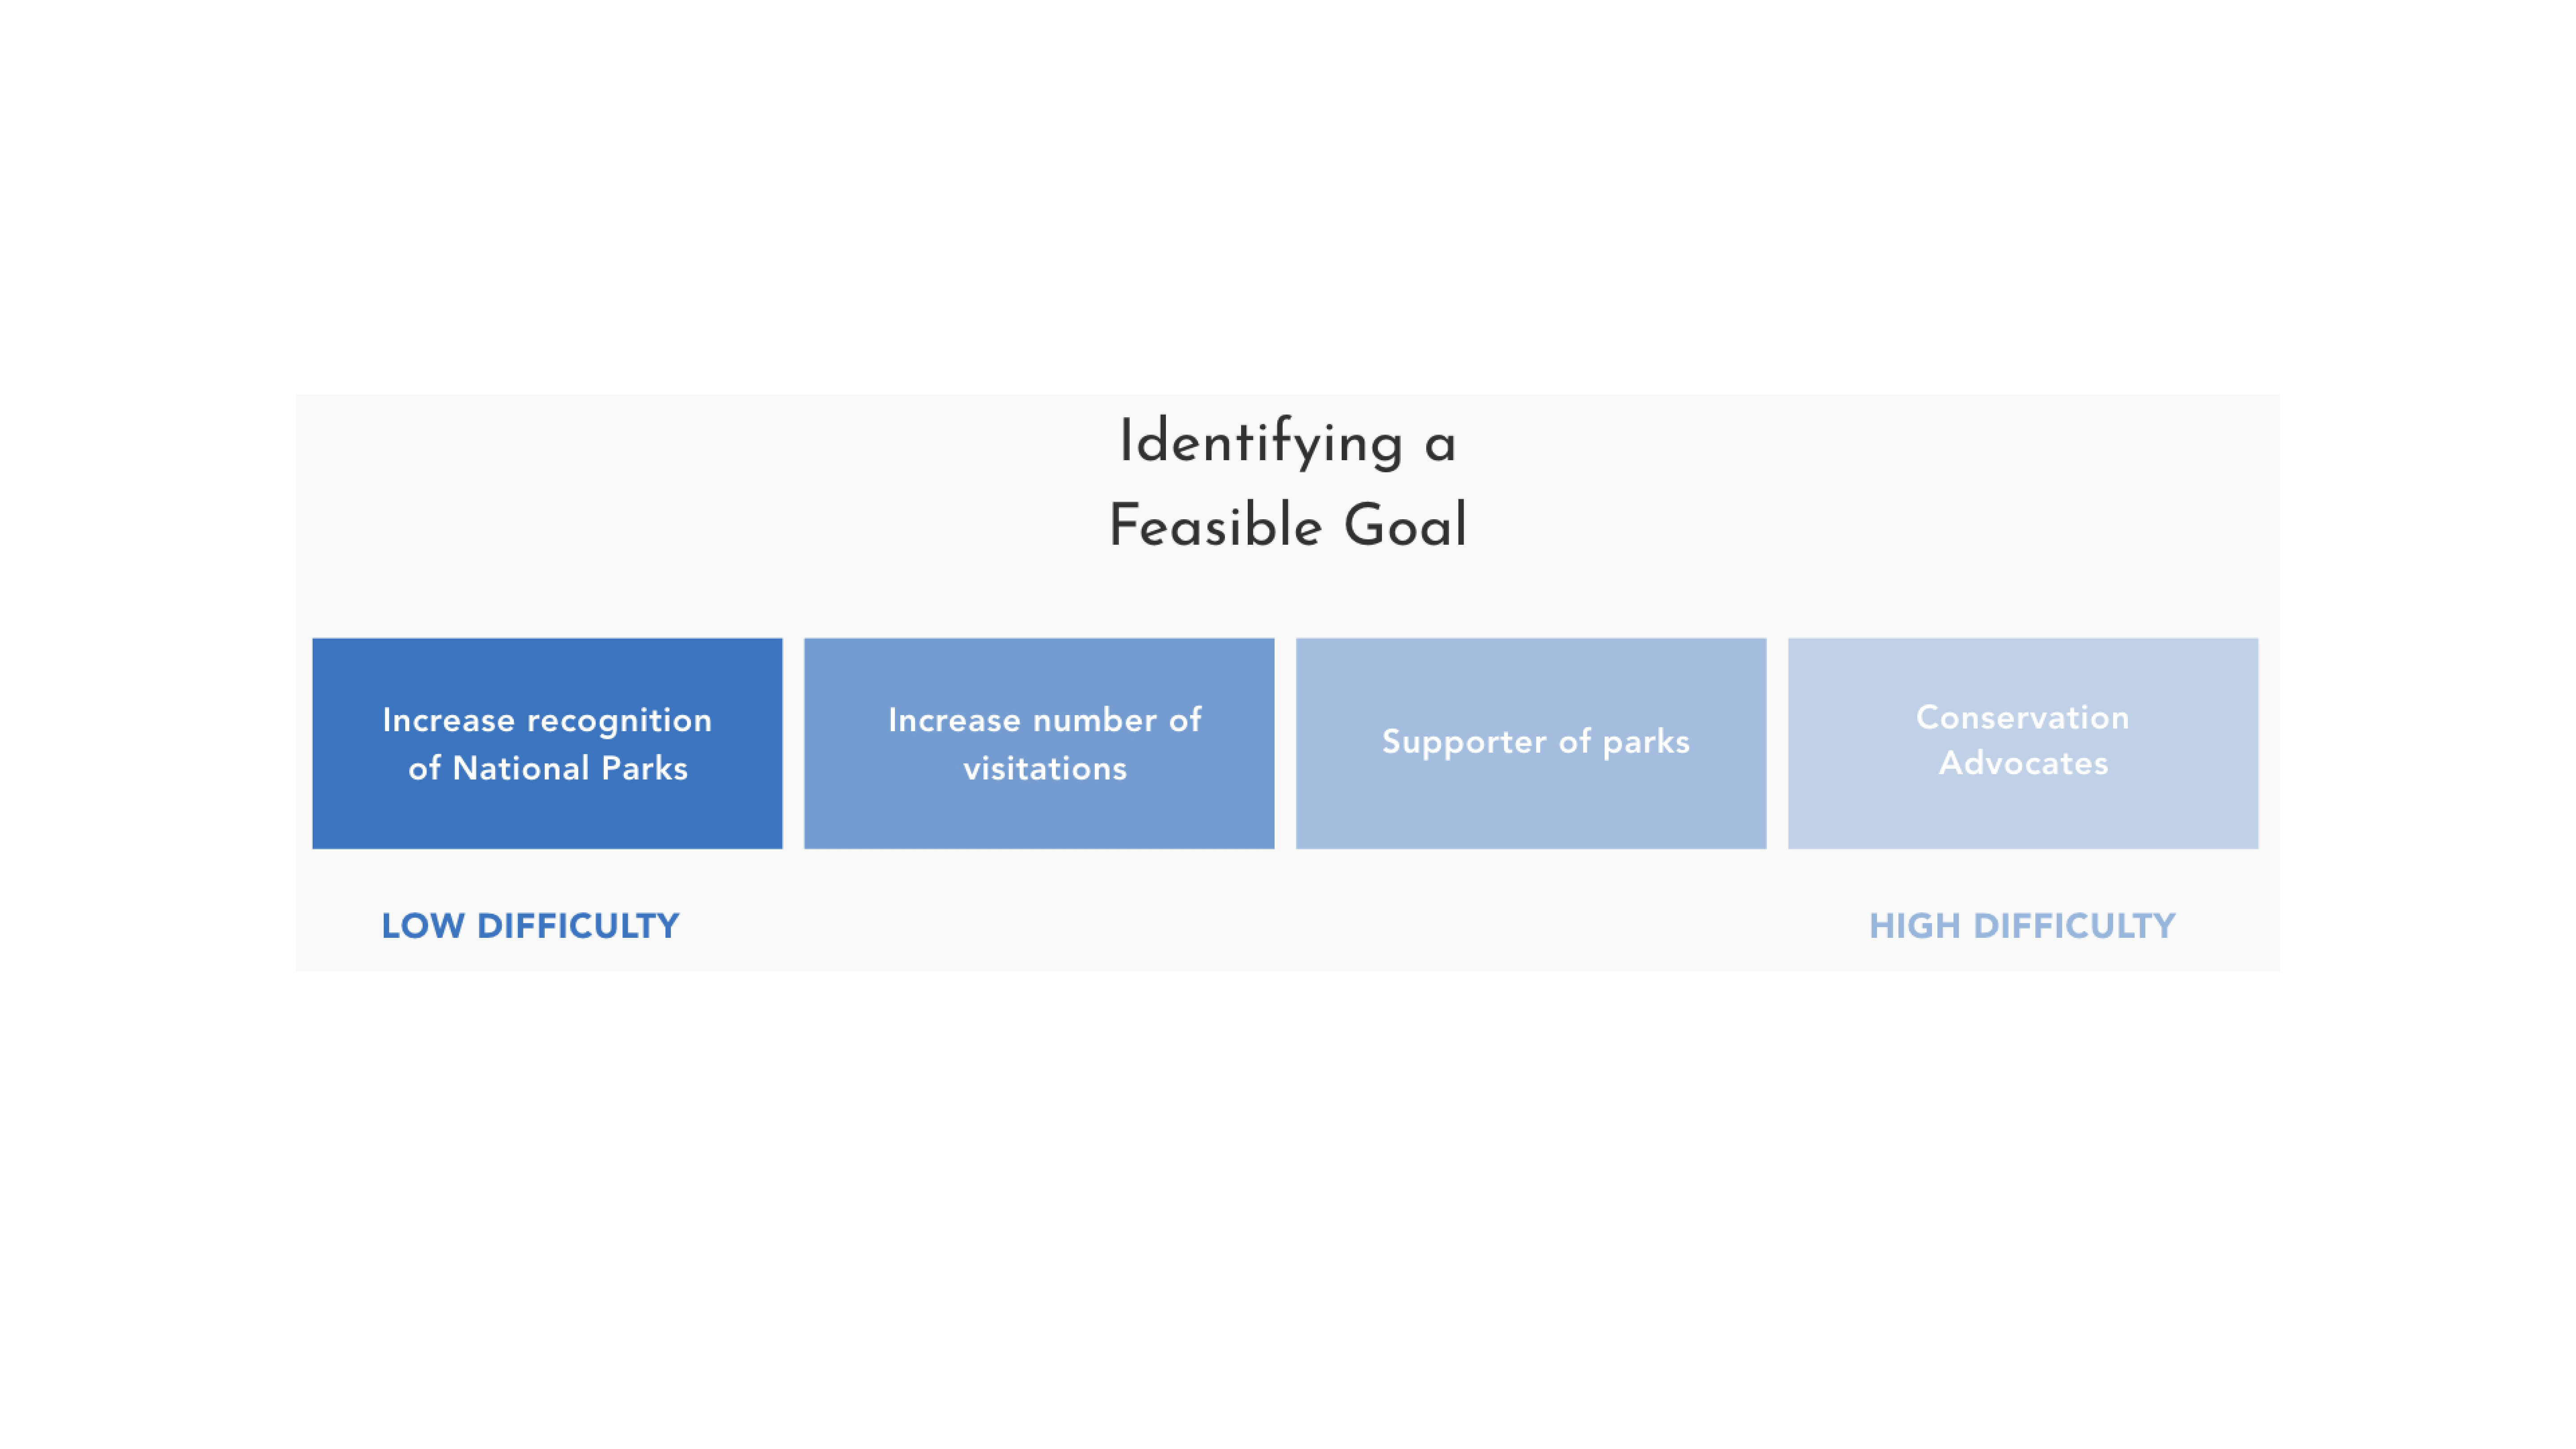 Identifying a
Feasible Goal
Increase recognition
of National Parks
Increase number of
visitations
Supporter of parks
Conservation
Advocates
LOW DIFFICULTY
HIGH DIFFICULTY